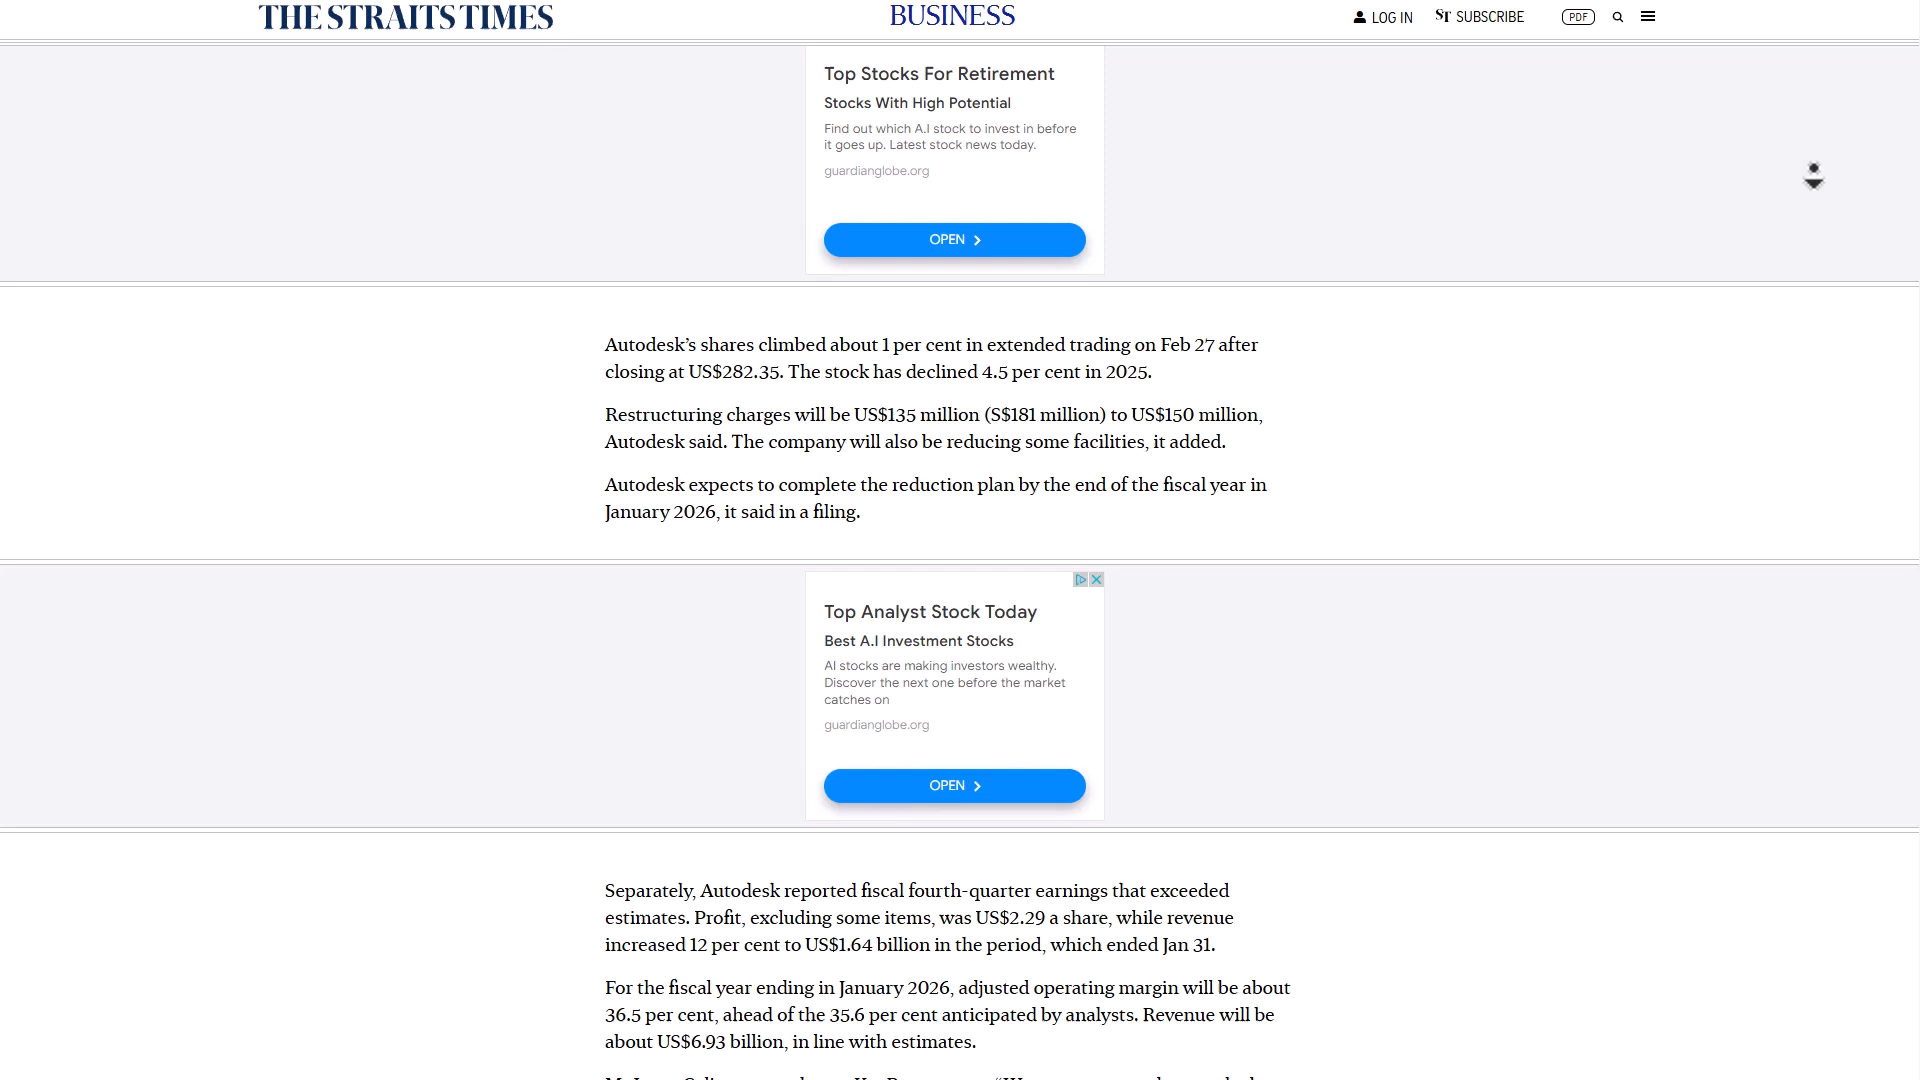 THE STRAITS TIMES
BUSINESS
LOG IN
ST SUBSCRIBE
PDF
Top Stocks For Retirement
Stocks With High Potential
Find out which A.I stock to invest in before
it goes up. Latest stock news today.
guardianglobe.org
OPEN
Autodesk’s shares climbed about 1 per cent in extended trading on Feb 27 after
closing at US$282.35. The stock has declined 4.5 per cent in 2025.
Restructuring charges will be US$135 million (S$181 million) to US$150 million,
Autodesk said. The company will also be reducing some facilities, it added.
Autodesk expects to complete the reduction plan by the end of the fiscal year in
January 2026, it said in a filing.
Top Analyst Stock Today
Best A.I Investment Stocks
AI stocks are making investors wealthy.
Discover the next one before the market
catches on
guardianglobe.org
OPEN
Separately, Autodesk reported fiscal fourth-quarter earnings that exceeded
estimates. Profit, excluding some items, was US$2.29 a share, while revenue
increased 12 per cent to US$1.64 billion in the period, which ended Jan 31.
For the fiscal year ending in January 2026, adjusted operating margin will be about
36.5 per cent, ahead of the 35.6 per cent anticipated by analysts. Revenue will be
about US$6.93 billion, in line with estimates.